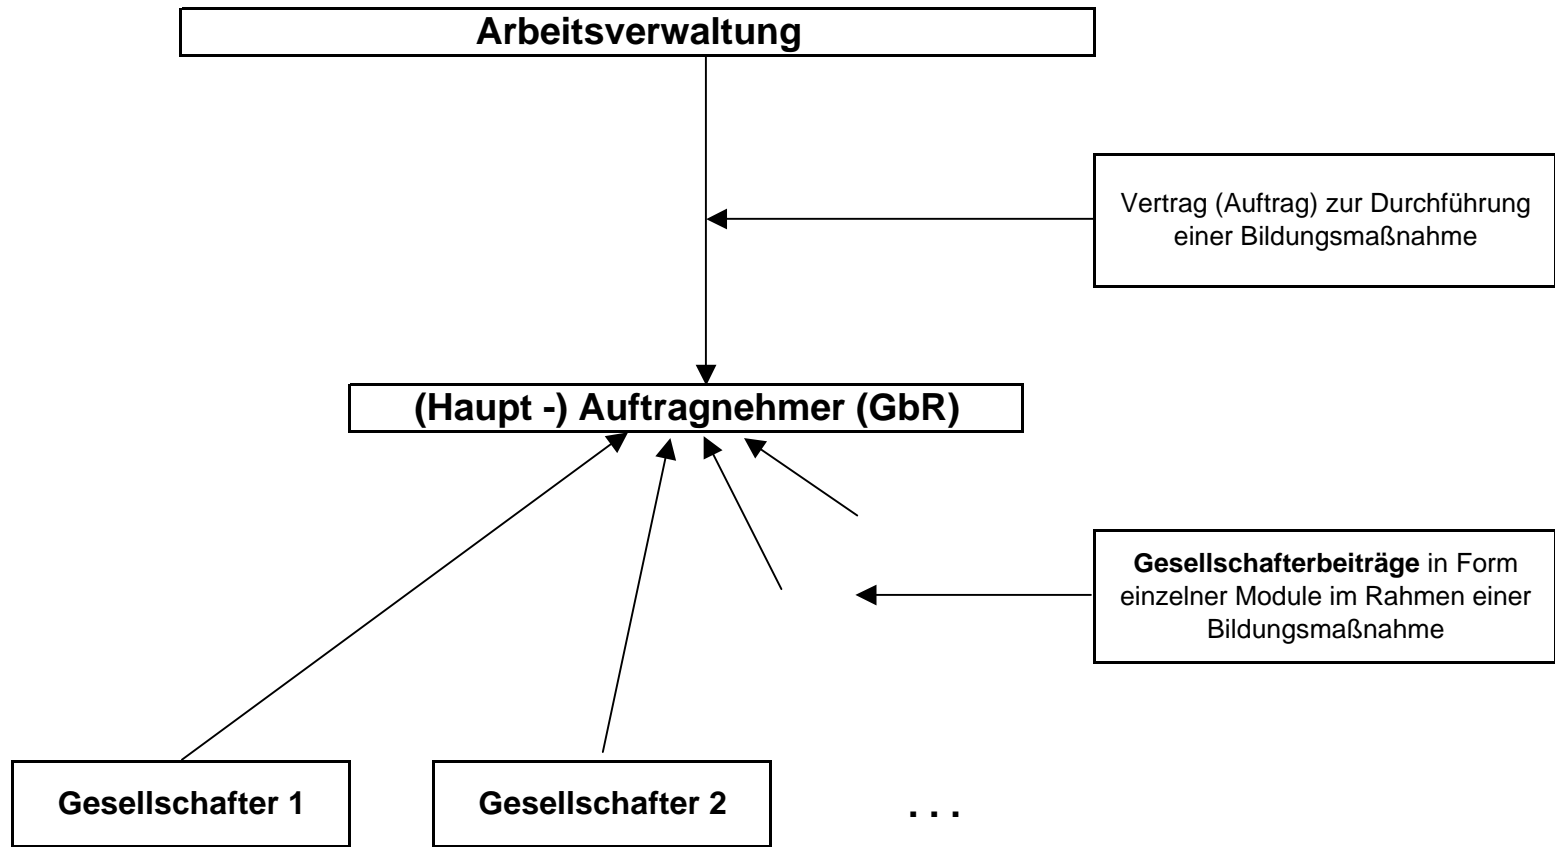 Arbeitsverwaltung
Vertrag (Auftrag) zur Durchführung
einer Bildungsmaßnahme
(Haupt -) Auftragnehmer (GbR)
Gesellschafterbeiträge in Form
einzelner Module im Rahmen einer
Bildungsmaßnahme
Gesellschafter 1
Gesellschafter 2
. . .